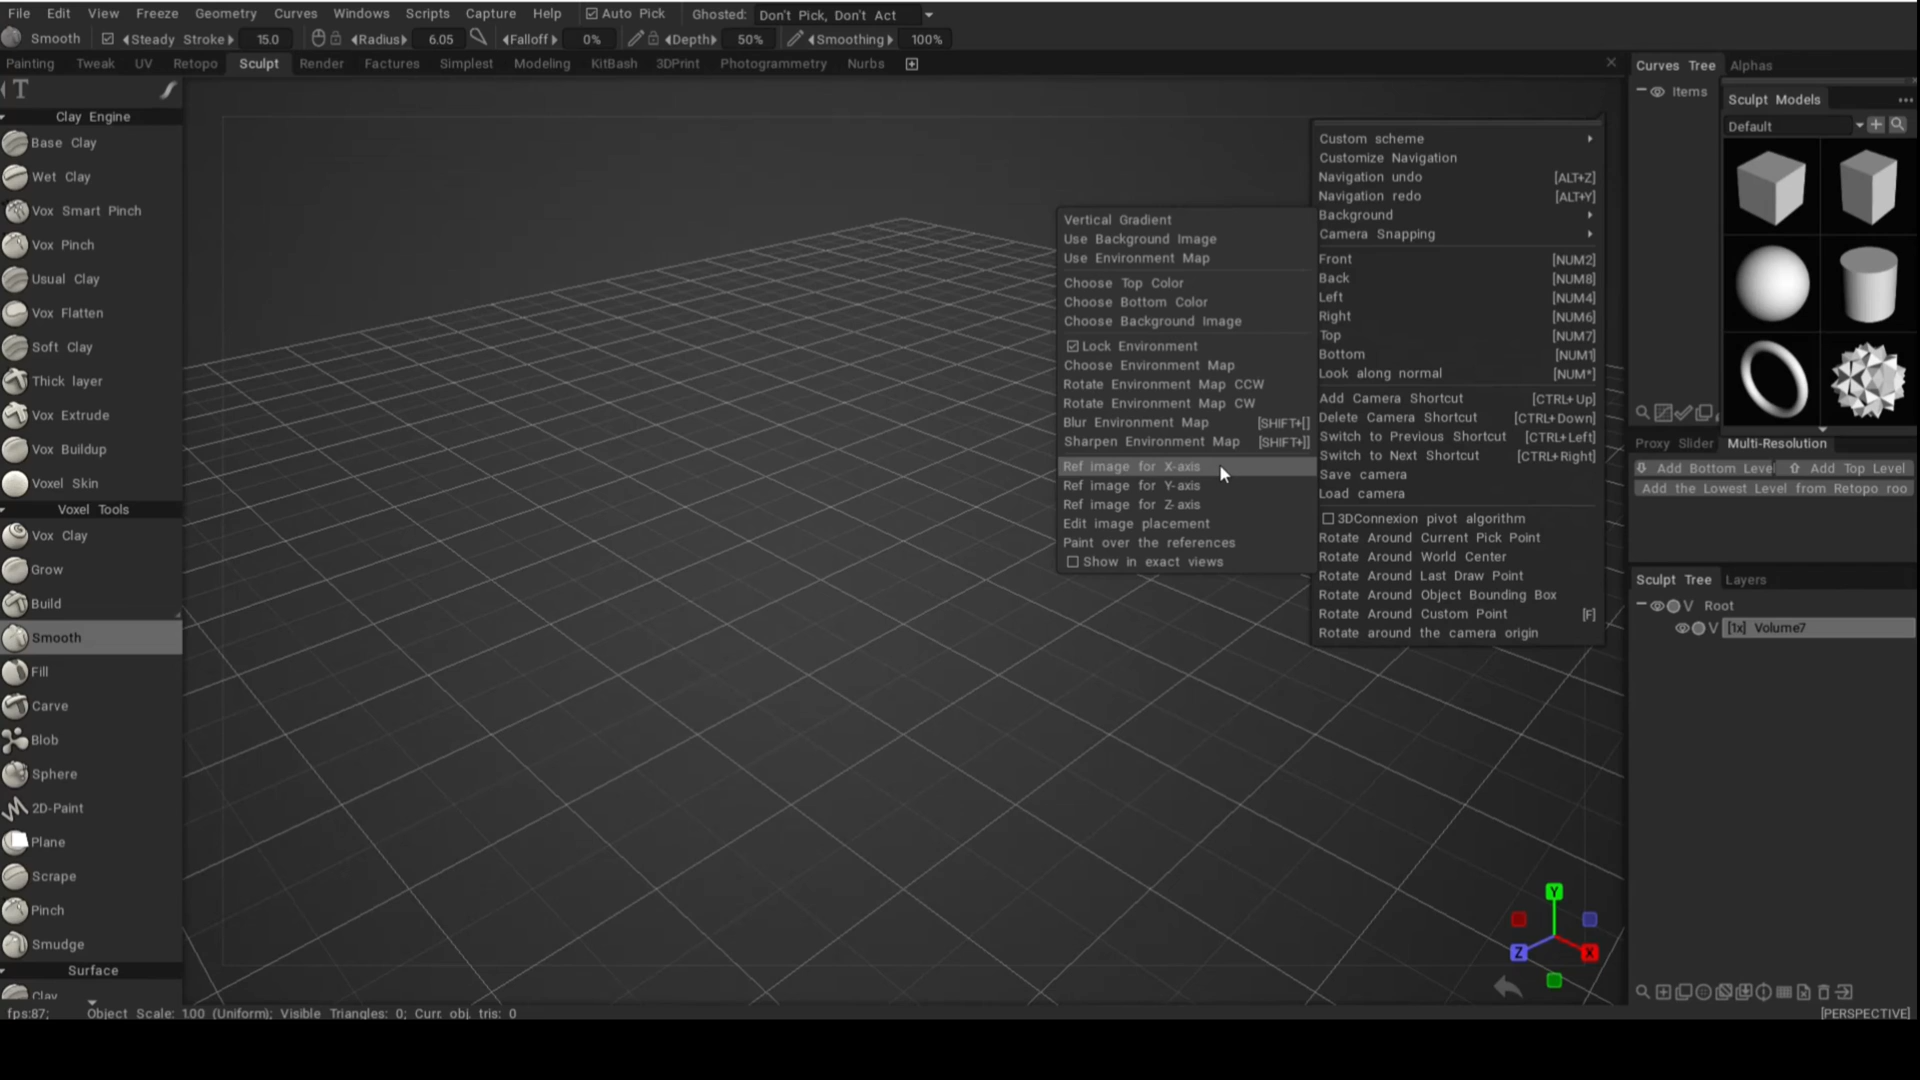 File Edit View Freeze Geometry Curves Windows Scripts Capture Help Auto Pick Ghosted: Don't Pick, Don't Act
Smooth Steady Stroke 15.0 Radius 6.05 Falloff 0% Depth 50% Smoothing 100%
Painting Tweak UV Retopo Sculpt Render Factures Simplest Modeling KitBash 3DPrint Photogrammetry Nurbs
T
Clay Engine
Base Clay
Wet Clay
Vox Smart Pinch
Vox Pinch
Usual Clay
Vox Flatten
Soft Clay
Thick layer
Vox Extrude
Vox Buildup
Voxel Skin
Voxel Tools
Vox Clay
Grow
Build
Smooth
Fill
Carve
Blob
Sphere
2D-Paint
Plane
Scrape
Pinch
Smudge
Surface
Clay
Vertical Gradient
Use Background Image
Use Environment Map
Choose Top Color
Choose Bottom Color
Choose Background Image
Lock Environment
Choose Environment Map
Rotate Environment Map CCW
Rotate Environment Map CW
Blur Environment Map [SHIFT+[]
Sharpen Environment Map [SHIFT+]]
Ref image for X-axis
Ref image for Y-axis
Ref image for Z-axis
Edit image placement
Paint over the references
Show in exact views
Custom scheme
Customize Navigation
Navigation undo [ALT+Z]
Navigation redo [ALT+Y]
Background
Camera Snapping
Front [NUM2]
Back [NUM8]
Left [NUM4]
Right [NUM6]
Top [NUM7]
Bottom [NUM1]
Look along normal [NUM*]
Add Camera Shortcut [CTRL+Up]
Delete Camera Shortcut [CTRL+Down]
Switch to Previous Shortcut [CTRL+Left]
Switch to Next Shortcut [CTRL+Right]
Save camera
Load camera
3DConnexion pivot algorithm
Rotate Around Current Pick Point
Rotate Around World Center
Rotate Around Last Draw Point
Rotate Around Object Bounding Box
Rotate Around Custom Point [F]
Rotate around the camera origin
Curves Tree Alphas
Items
Sculpt Models
Default
Proxy Slider Multi-Resolution
Add Bottom Level Add Top Level
Add the Lowest Level from Retopo roo
Sculpt Tree Layers
V Root
V [1x] Volume7
Y
Z X
fps:87; Object Scale: 1.00 (Uniform); Visible Triangles: 0; Curr. obj. tris: 0 [PERSPECTIVE]